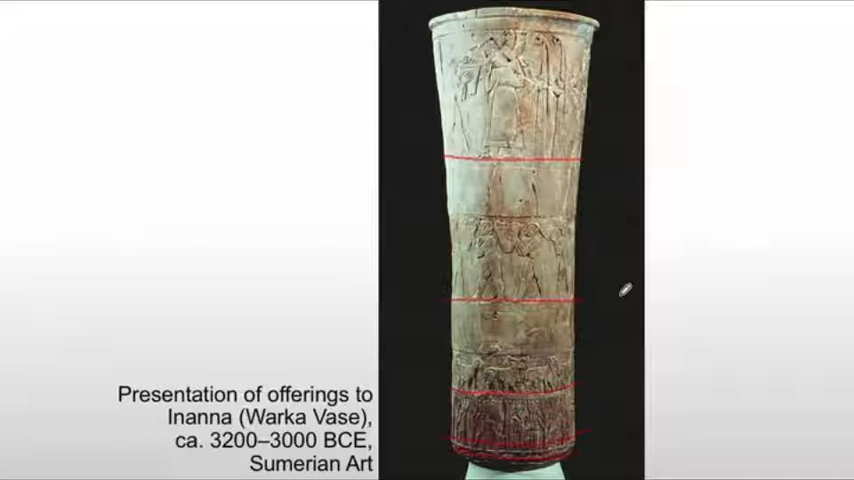 Presentation of offerings to
Inanna (Warka Vase),
ca. 3200–3000 BCE,
Sumerian Art